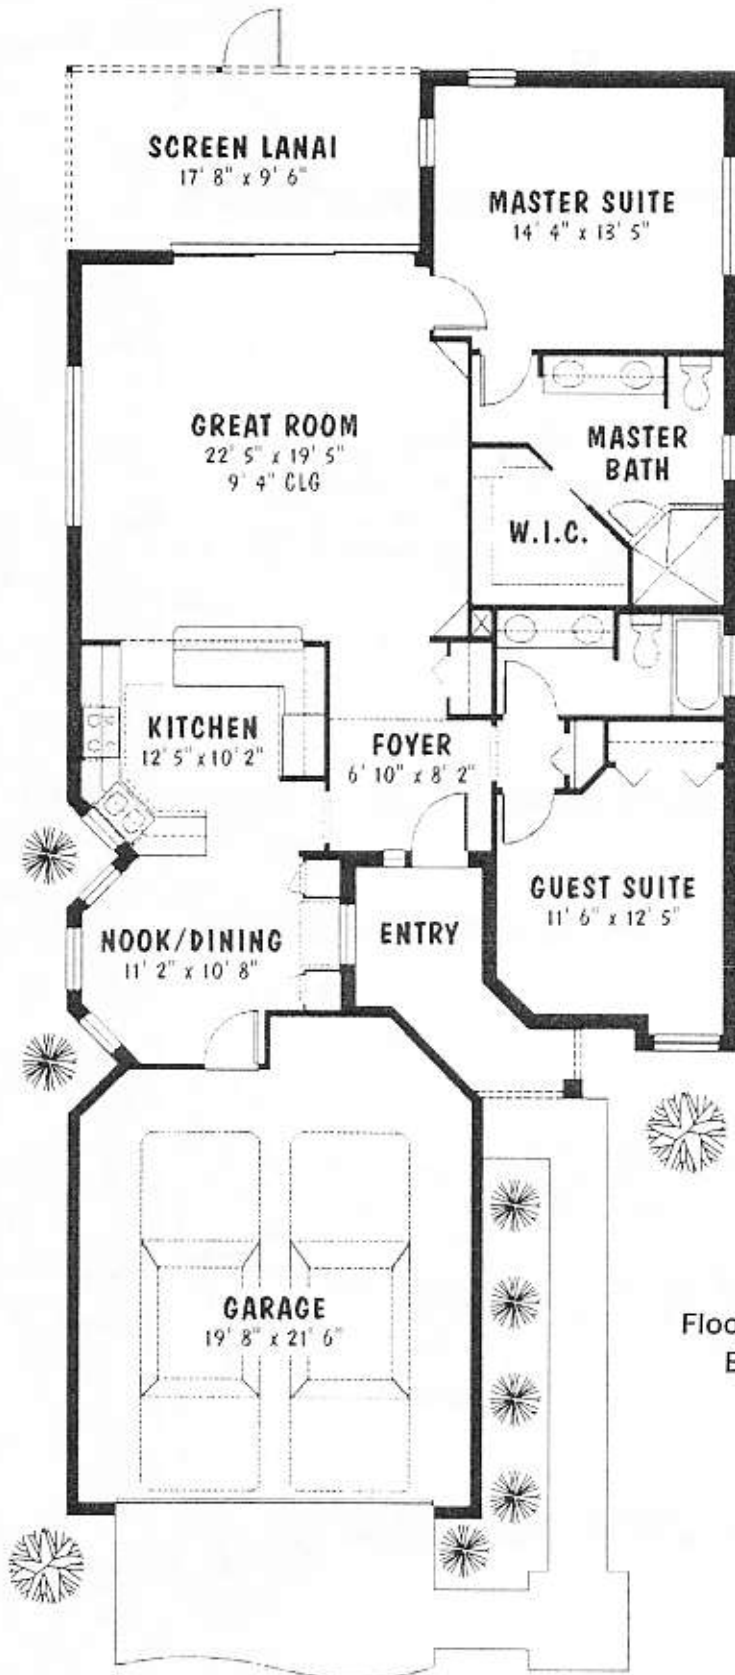 SCREEN LANAI
17' 8" x 9' 6"
MASTER SUITE
14' 4" x 13' 5"
GREAT ROOM
22' 5" x 19' 5"
9' 4" CLG
MASTER
BATH
W.I.C.
KITCHEN
12' 5" x 10' 2"
FOYER
6' 10" x 8' 2"
GUEST SUITE
11' 6" x 12' 5"
NOOK/DINING
11' 2" x 10' 8"
ENTRY
GARAGE
19' 8" x 21' 6"